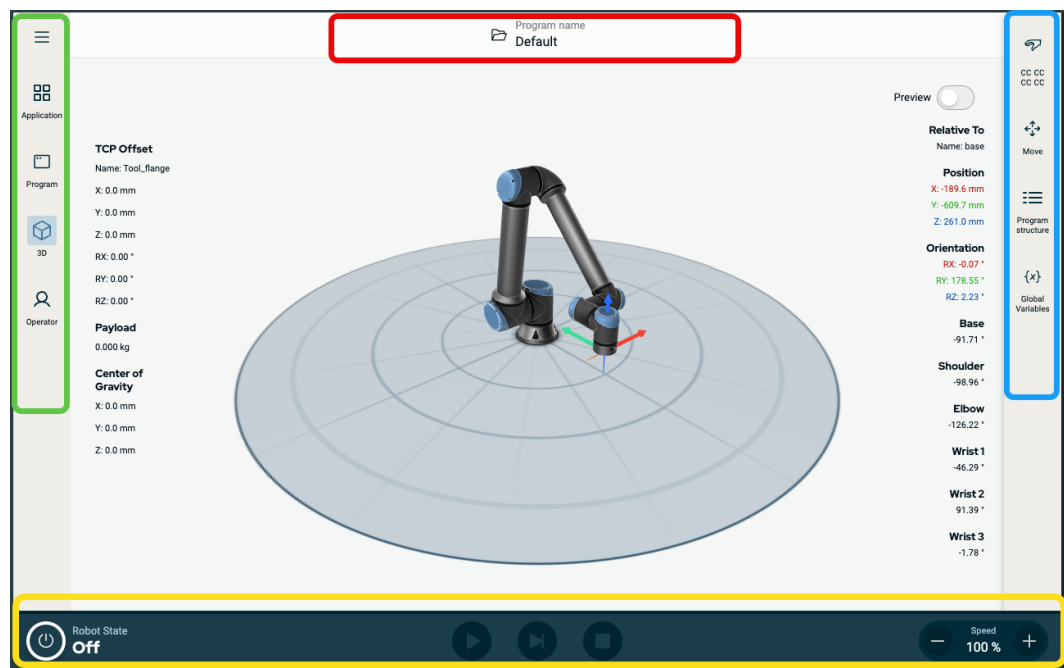 Program name
Default
Application
Program
3D
Operator
TCP Offset
Name: Tool_flange
X: 0.0 mm
Y: 0.0 mm
Z: 0.0 mm
RX: 0.00 °
RY: 0.00 °
RZ: 0.00 °
Payload
0.000 kg
Center of
Gravity
X: 0.0 mm
Y: 0.0 mm
Z: 0.0 mm
Preview
Relative To
Name: base
Position
X: -189.6 mm
Y: -609.7 mm
Z: 261.0 mm
Orientation
RX: -0.07 °
RY: 178.55 °
RZ: 2.23 °
Base
-91.71 °
Shoulder
-98.96 °
Elbow
-126.22 °
Wrist 1
-46.29 °
Wrist 2
91.39 °
Wrist 3
-1.78 °
CC CC
CC CC
Move
Program
structure
{x}
Global
Variables
Robot State
Off
Speed
100 %